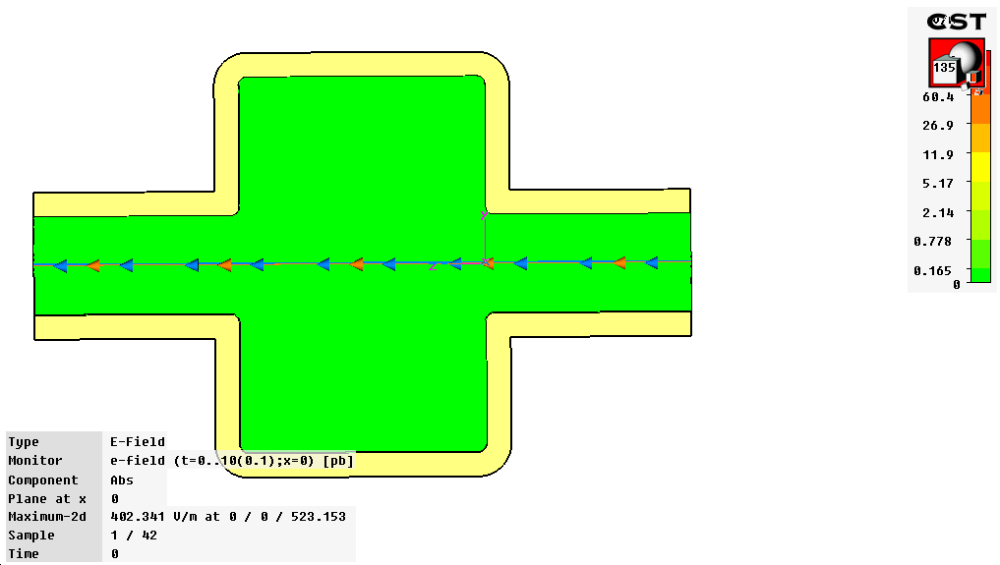 CST
135
60.4
26.9
11.9
5.17
2.14
0.778
0.165
0
y
z
Type E-Field
Monitor e-field (t=0..10(0.1);x=0) [pb]
Component Abs
Plane at x 0
Maximum-2d 402.341 V/m at 0 / 0 / 523.153
Sample 1 / 42
Time 0